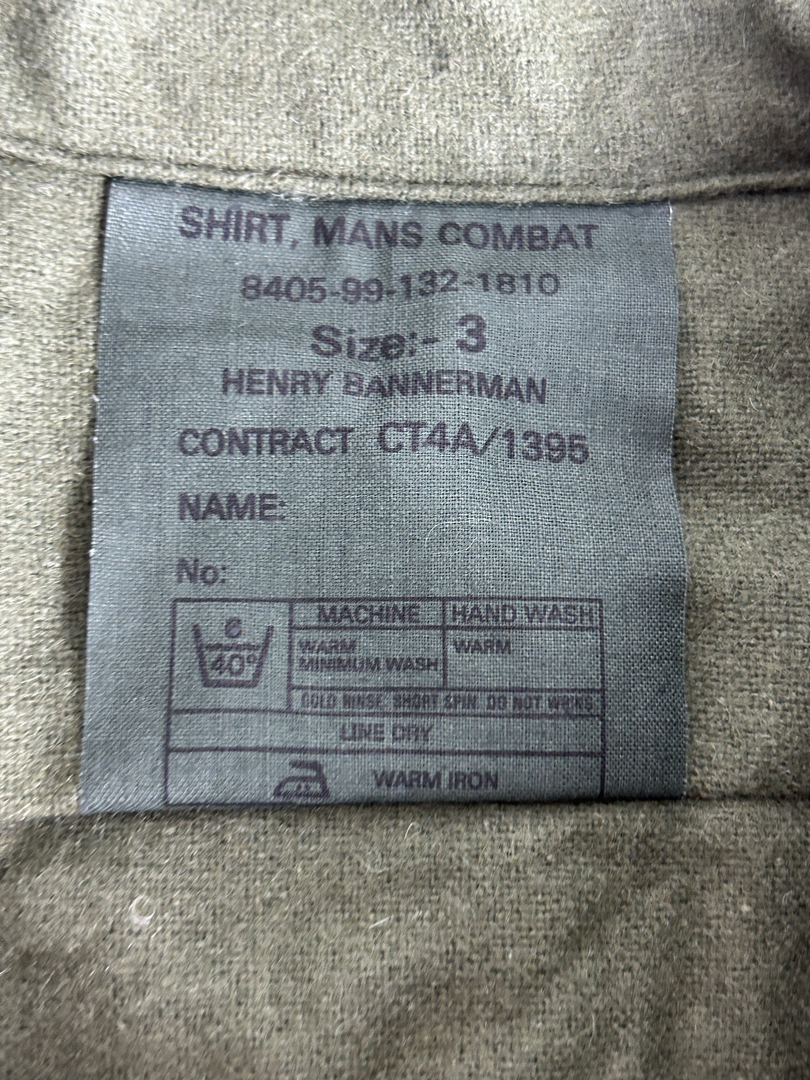 SHIRT, MANS COMBAT
8405-99-132-1810
Size:- 3
HENRY BANNERMAN
CONTRACT CT4A/1395
NAME:
No:
MACHINE HAND WASH
6
40°
WARM
MINIMUM WASH
WARM
COLD RINSE. SHORT SPIN. DO NOT WRING.
LINE DRY
WARM IRON